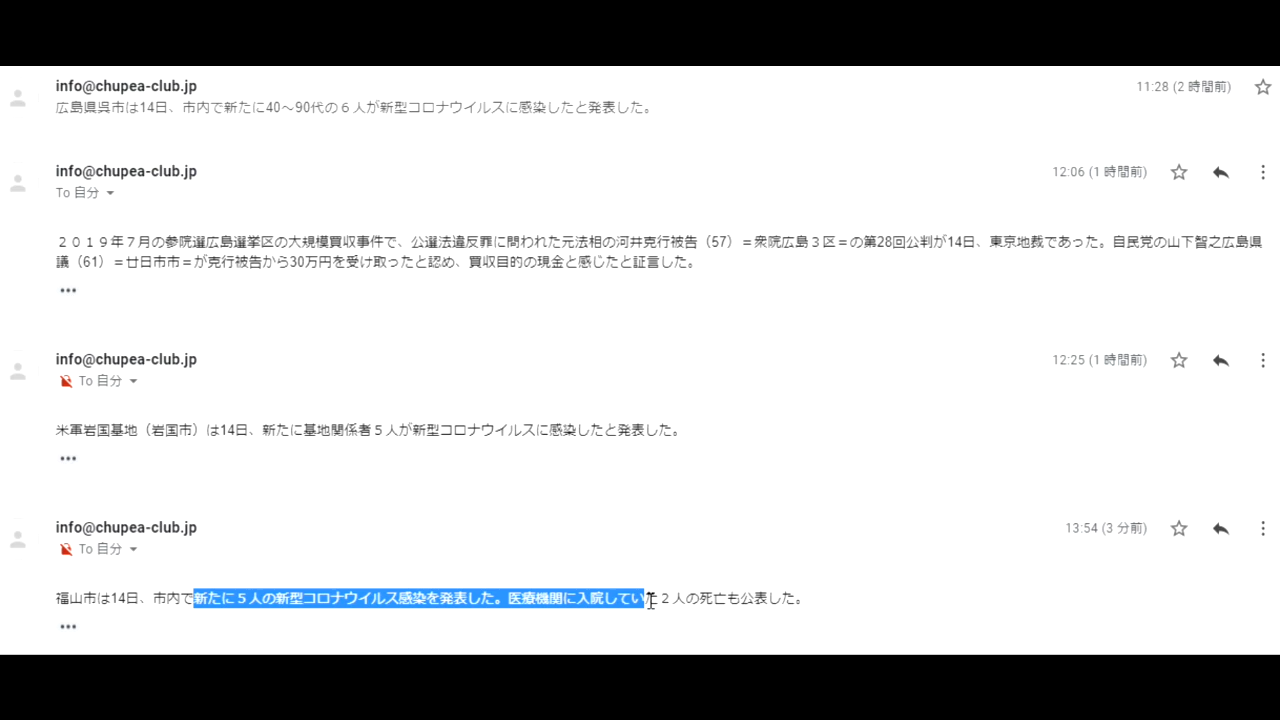 info@chupea-club.jp
11:28 (2 時間前)
広島県呉市は14日、市内で新たに40～90代の６人が新型コロナウイルスに感染したと発表した。
info@chupea-club.jp
12:06 (1 時間前)
To 自分
２０１９年７月の参院選広島選挙区の大規模買収事件で、公選法違反罪に問われた元法相の河井克行被告（57）＝衆院広島３区＝の第28回公判が14日、東京地裁であった。自民党の山下智之広島県
議（61）＝廿日市市＝が克行被告から30万円を受け取ったと認め、買収目的の現金と感じたと証言した。
info@chupea-club.jp
12:25 (1 時間前)
To 自分
米軍岩国基地（岩国市）は14日、新たに基地関係者５人が新型コロナウイルスに感染したと発表した。
info@chupea-club.jp
13:54 (3 分前)
To 自分
福山市は14日、市内で新たに５人の新型コロナウイルス感染を発表した。医療機関に入院していた２人の死亡も公表した。